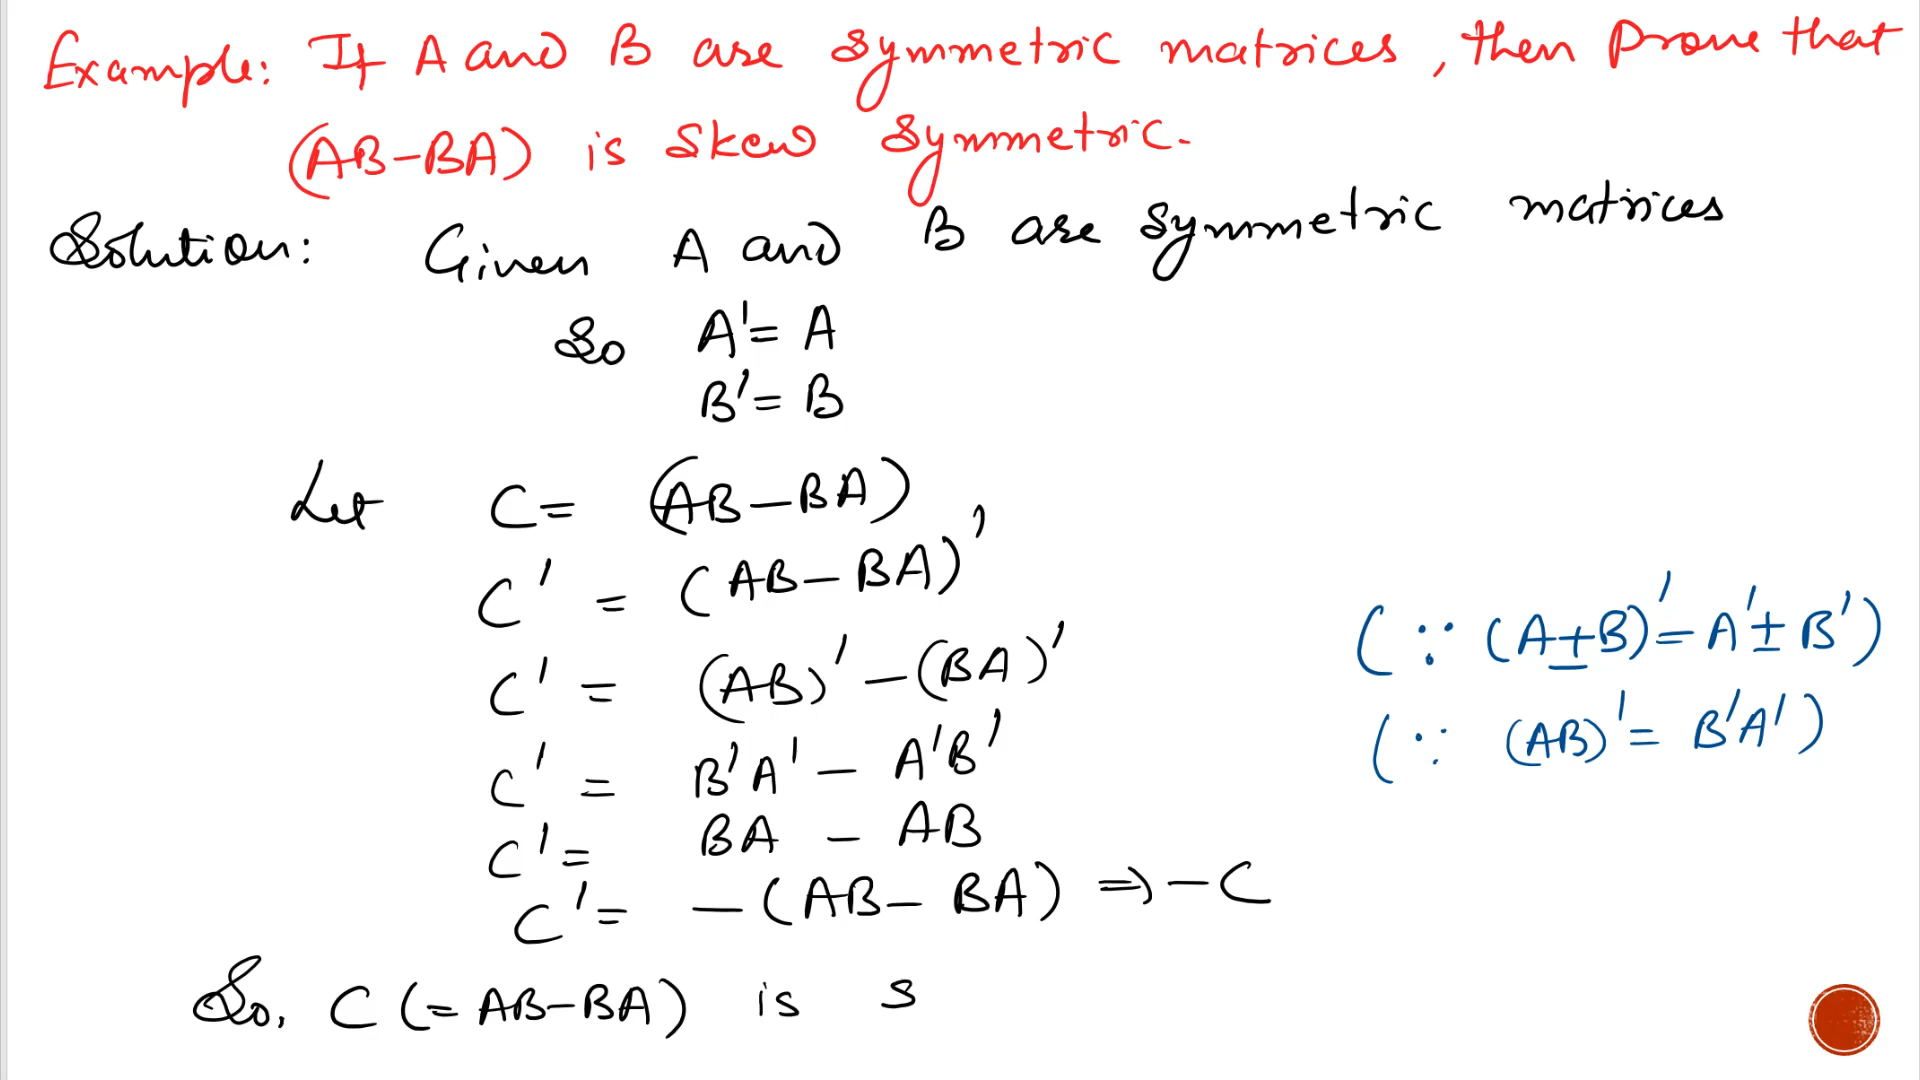 Example: If A and B are symmetric matrices, then prove that
(AB-BA) is skew symmetric.
Solution: Given A and B are symmetric matrices
So A' = A
B' = B
Let C = (AB-BA)
C' = (AB-BA)'
C' = (AB)' - (BA)'
(∵ (A±B)' = A' ± B')
C' = B'A' - A'B'
(∵ (AB)' = B'A')
C' = BA - AB
C' = -(AB-BA) ⇒ -C
So, C (= AB-BA) is s